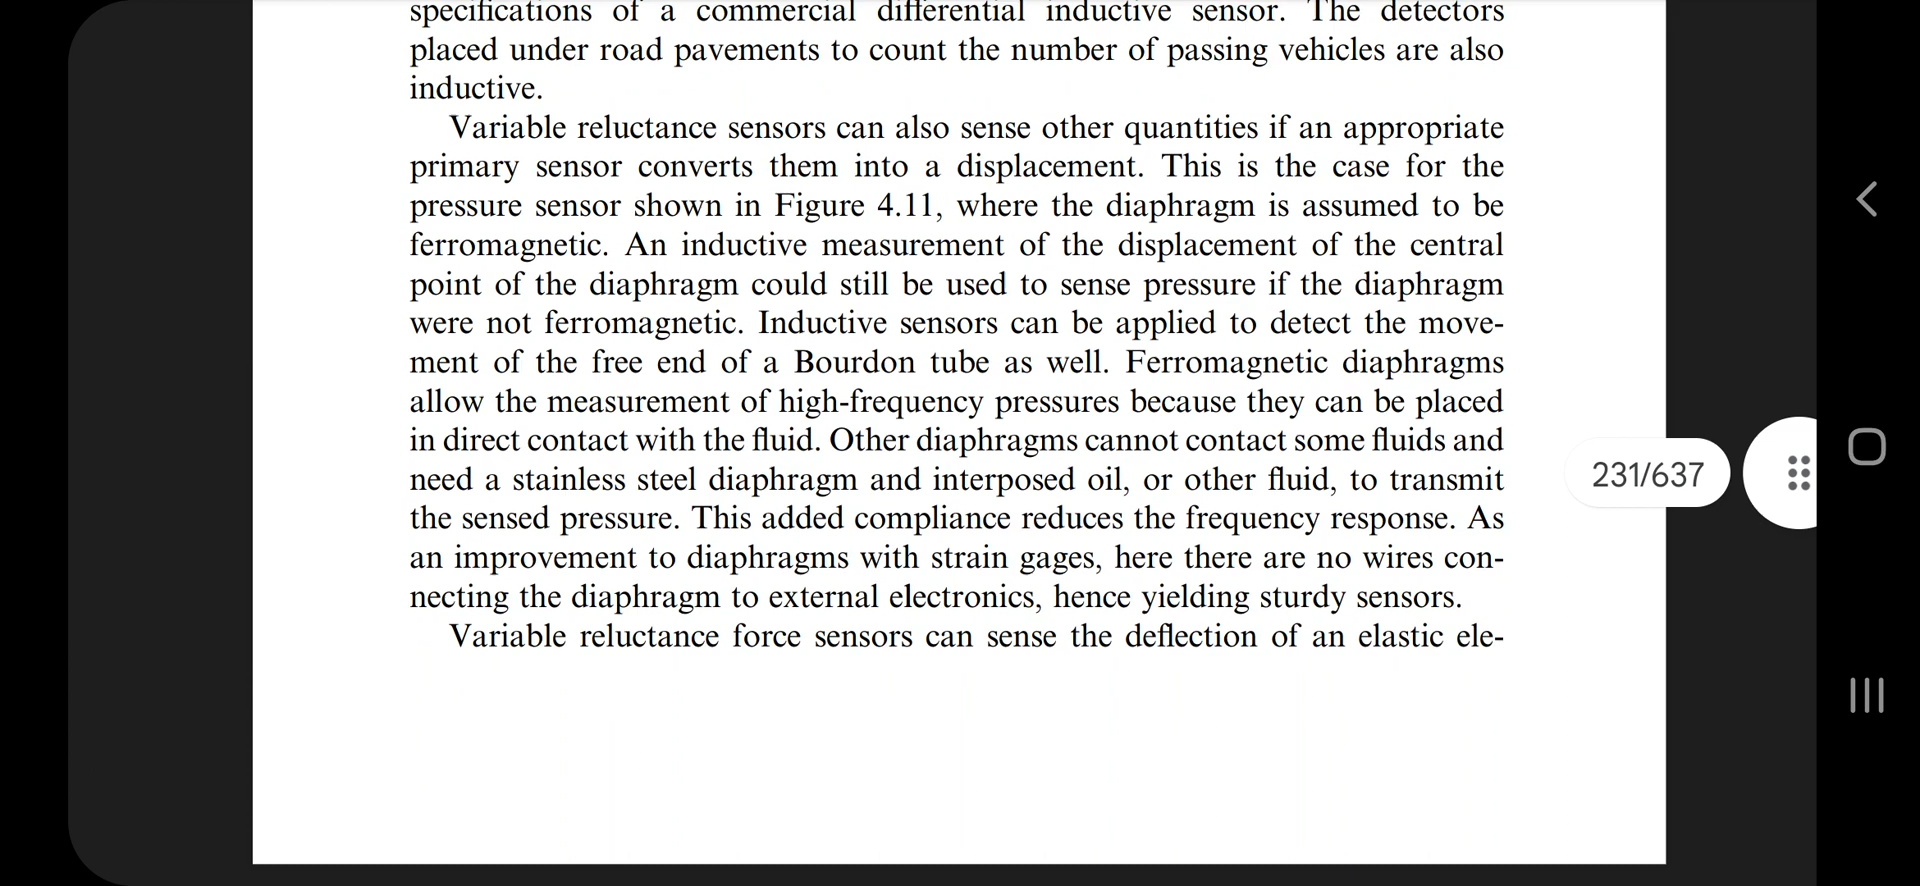 specifications of a commercial differential inductive sensor. The detectors
placed under road pavements to count the number of passing vehicles are also
inductive.
Variable reluctance sensors can also sense other quantities if an appropriate
primary sensor converts them into a displacement. This is the case for the
pressure sensor shown in Figure 4.11, where the diaphragm is assumed to be
ferromagnetic. An inductive measurement of the displacement of the central
point of the diaphragm could still be used to sense pressure if the diaphragm
were not ferromagnetic. Inductive sensors can be applied to detect the move-
ment of the free end of a Bourdon tube as well. Ferromagnetic diaphragms
allow the measurement of high-frequency pressures because they can be placed
in direct contact with the fluid. Other diaphragms cannot contact some fluids and
need a stainless steel diaphragm and interposed oil, or other fluid, to transmit
the sensed pressure. This added compliance reduces the frequency response. As
an improvement to diaphragms with strain gages, here there are no wires con-
necting the diaphragm to external electronics, hence yielding sturdy sensors.
Variable reluctance force sensors can sense the deflection of an elastic ele-
231/637